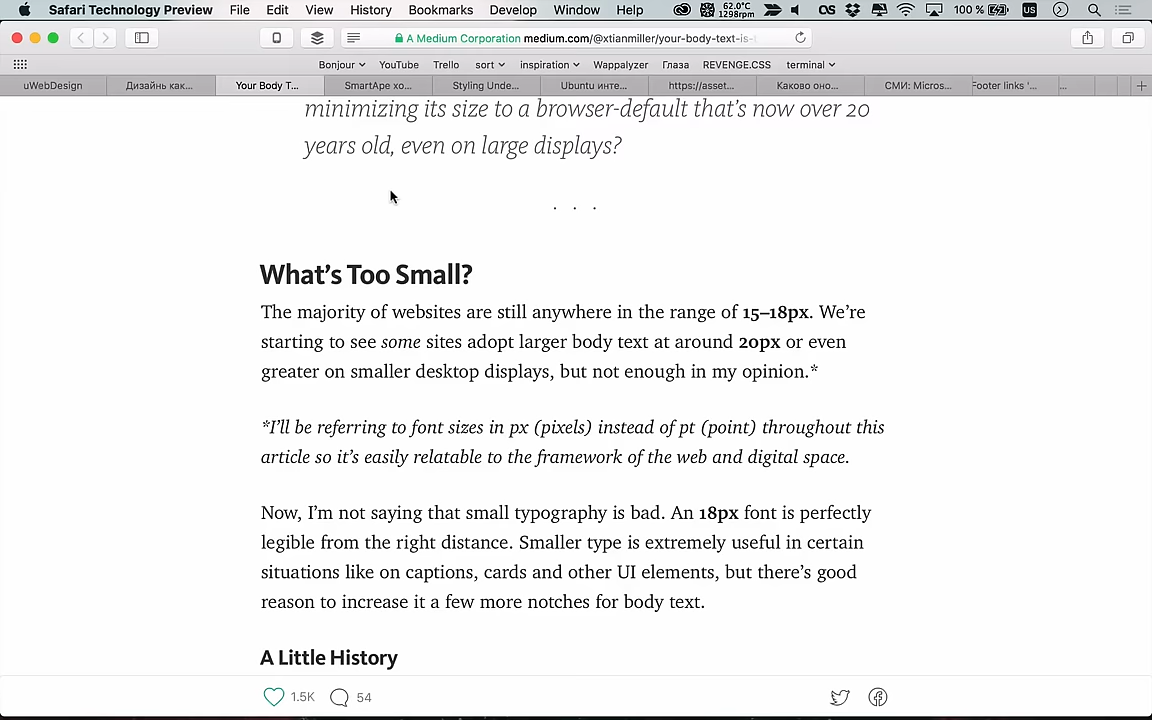 Safari Technology Preview File Edit View History Bookmarks Develop Window Help 62.0°C 1298rpm 100 % US
A Medium Corporation medium.com/@xtianmiller/your-body-text-is-t
Bonjour YouTube Trello sort inspiration Wappalyzer Глаза REVENGE.CSS terminal
uWebDesign Дизайнь как... Your Body T... SmartApe хо... Styling Unde... Ubuntu инте... https://asset... Каково оно... СМИ: Micros... Footer links '... ...
minimizing its size to a browser-default that's now over 20
years old, even on large displays?
. . .
What's Too Small?
The majority of websites are still anywhere in the range of 15–18px. We're
starting to see some sites adopt larger body text at around 20px or even
greater on smaller desktop displays, but not enough in my opinion.*
*I'll be referring to font sizes in px (pixels) instead of pt (point) throughout this
article so it's easily relatable to the framework of the web and digital space.
Now, I'm not saying that small typography is bad. An 18px font is perfectly
legible from the right distance. Smaller type is extremely useful in certain
situations like on captions, cards and other UI elements, but there's good
reason to increase it a few more notches for body text.
A Little History
1.5K 54